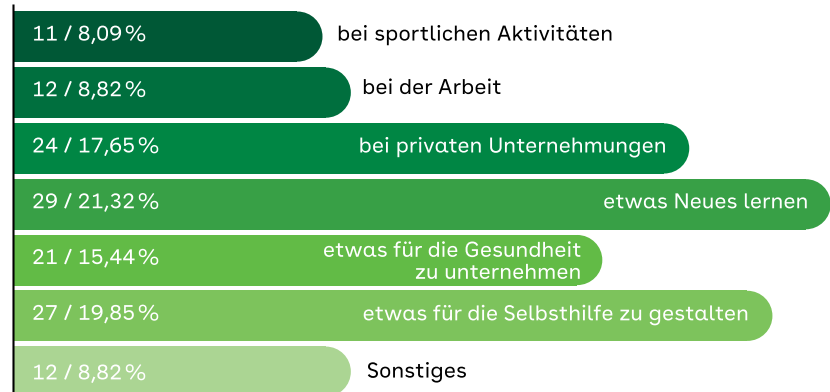 11 / 8,09 % bei sportlichen Aktivitäten
12 / 8,82 % bei der Arbeit
24 / 17,65 % bei privaten Unternehmungen
29 / 21,32 % etwas Neues lernen
21 / 15,44 % etwas für die Gesundheit
zu unternehmen
27 / 19,85 % etwas für die Selbsthilfe zu gestalten
12 / 8,82 % Sonstiges